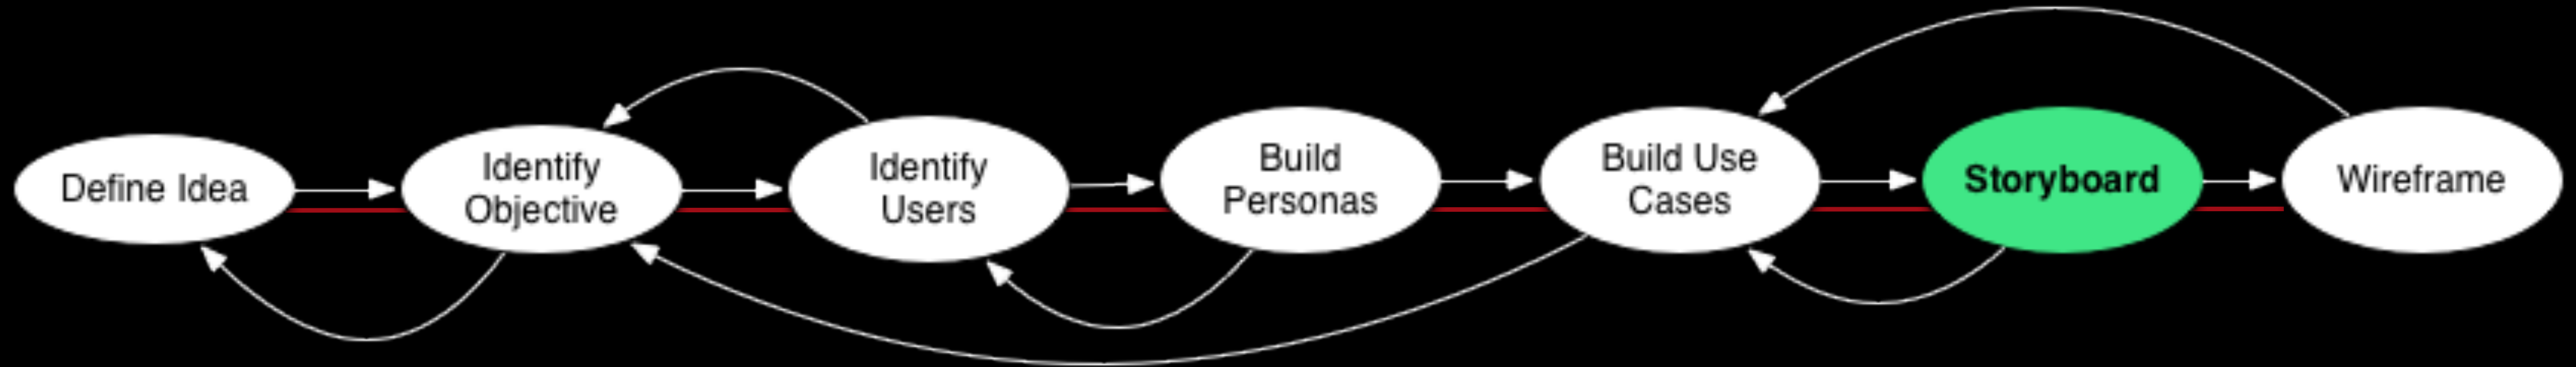 Define Idea
Identify
Objective
Identify
Users
Build
Personas
Build Use
Cases
Storyboard
Wireframe